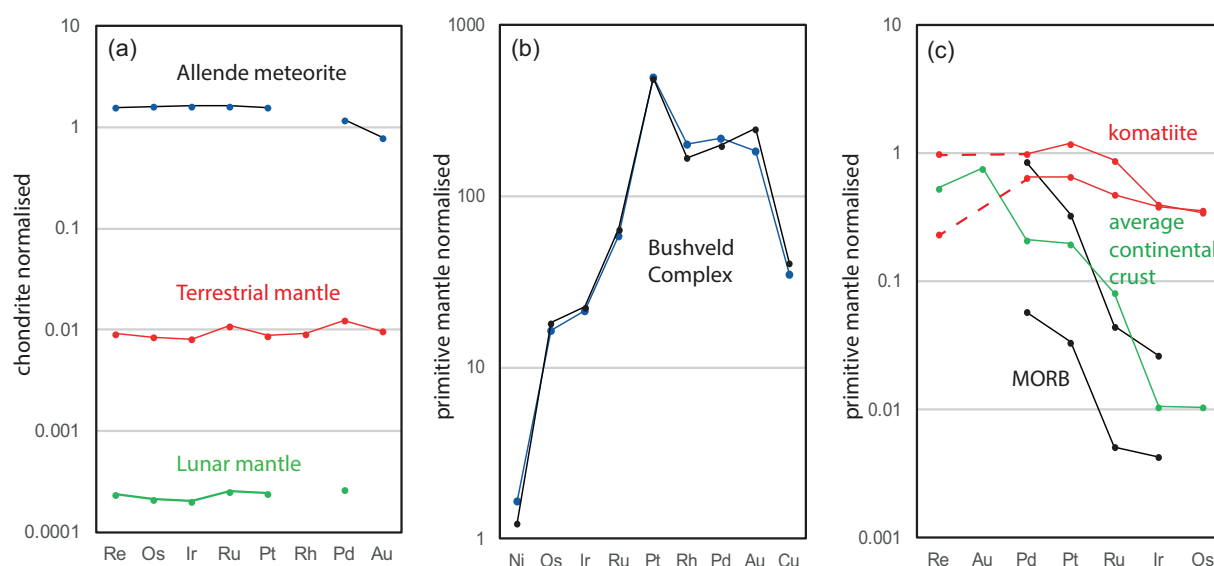 (a)
chondrite normalised
10
1
0.1
0.01
0.001
0.0001
Allende meteorite
Terrestrial mantle
Lunar mantle
Re Os Ir Ru Pt Rh Pd Au
(b)
primitive mantle normalised
1000
100
10
1
Bushveld
Complex
Ni Os Ir Ru Pt Rh Pd Au Cu
(c)
primitive mantle normalised
10
1
0.1
0.01
0.001
komatiite
average
continental
crust
MORB
Re Au Pd Pt Ru Ir Os